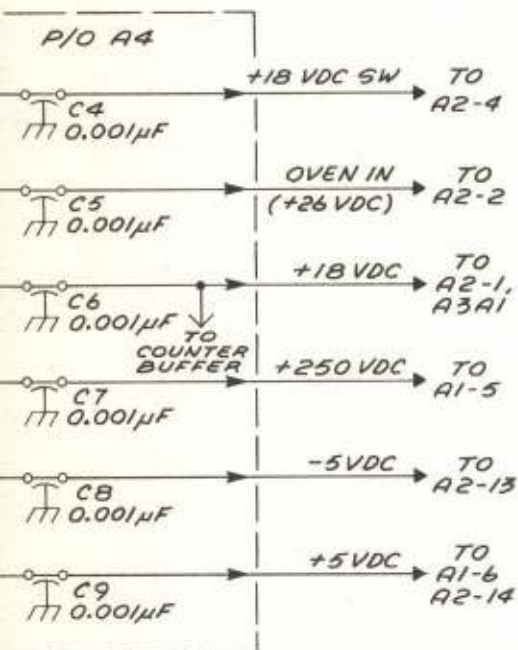 P/O A4
+18 VDC SW
TO
A2-4
C4
0.001µF
OVEN IN
(+26 VDC)
TO
A2-2
C5
0.001µF
+18 VDC
TO
A2-1,
A3A1
C6
0.001µF
TO
COUNTER
BUFFER
+250 VDC
TO
A1-5
C7
0.001µF
-5VDC
TO
A2-13
C8
0.001µF
+5VDC
TO
A1-6
A2-14
C9
0.001µF